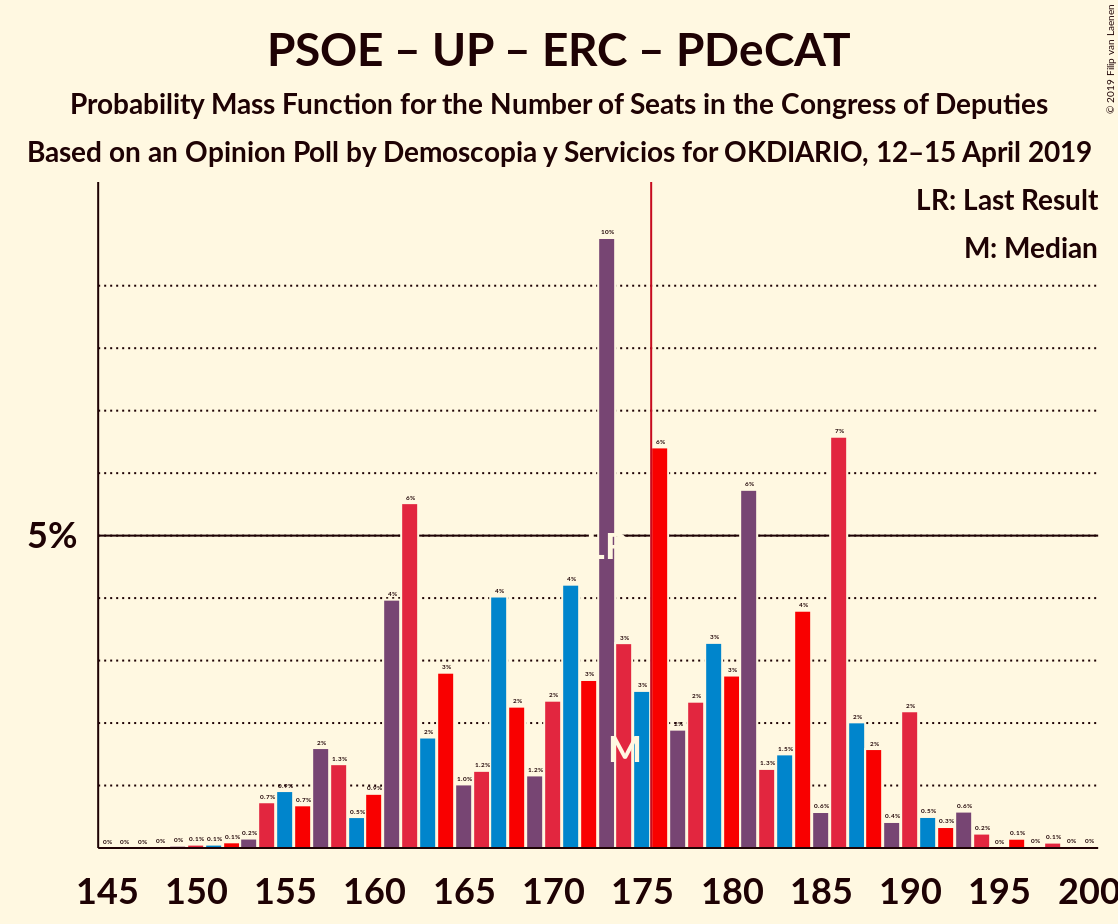 PSOE – UP – ERC – PDeCAT
Probability Mass Function for the Number of Seats in the Congress of Deputies
Based on an Opinion Poll by Demoscopia y Servicios for OKDIARIO, 12–15 April 2019
© 2019 Filip van Laenen
LR: Last Result
M: Median
5%
0% 0% 0% 0% 0% 0.1% 0.1% 0.1% 0.2% 0.7% 0.9% 0.7% 2% 1.3% 0.5% 0.9% 4% 6% 2% 3% 1.0% 1.2% 4% 2% 1.2% 2% 4% 3% 10% 3% 3% 6% 2% 2% 3% 3% 6% 1.3% 1.5% 4% 0.6% 7% 2% 2% 0.4% 2% 0.5% 0.3% 0.6% 0.2% 0% 0.1% 0% 0.1% 0% 0%
LR
M
145 150 155 160 165 170 175 180 185 190 195 200